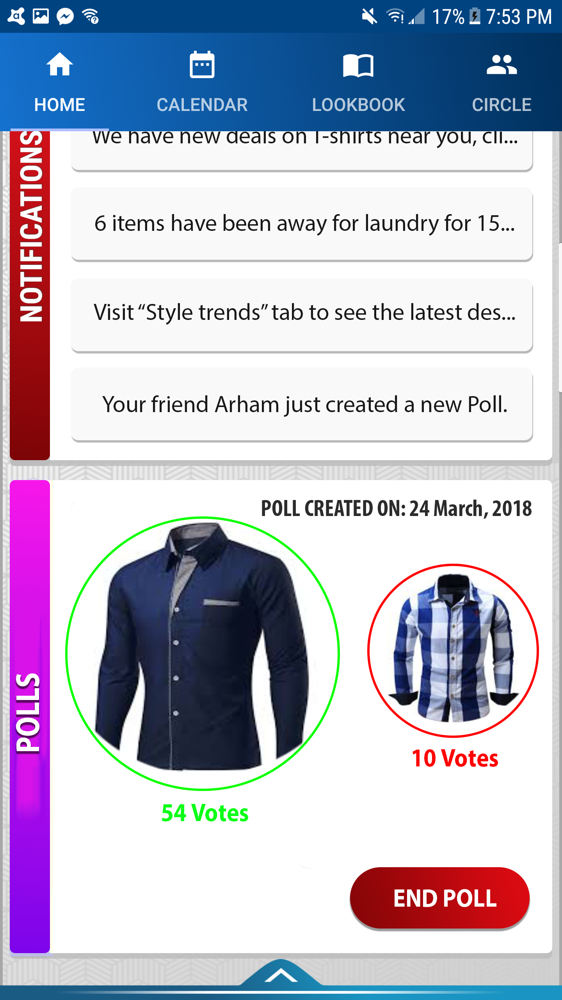 17% 7:53 PM
HOME CALENDAR LOOKBOOK CIRCLE
NOTIFICATIONS
We have new deals on T-shirts near you, cli...
6 items have been away for laundry for 15...
Visit “Style trends” tab to see the latest des...
Your friend Arham just created a new Poll.
POLLS
POLL CREATED ON: 24 March, 2018
10 Votes
54 Votes
END POLL